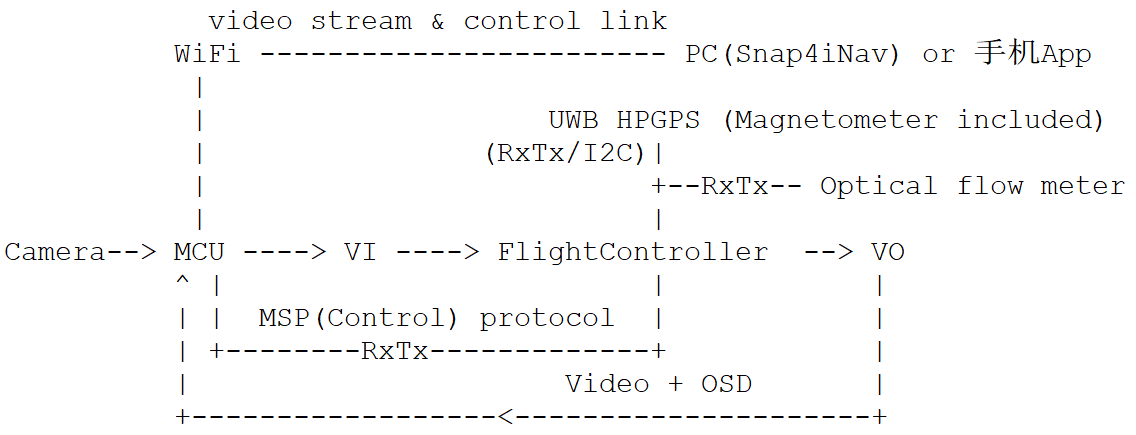 video stream & control link
WiFi ------------------------ PC(Snap4iNav) or 手机App
|
| UWB HPGPS (Magnetometer included)
| (RxTx/I2C)|
| +--RxTx-- Optical flow meter
| |
Camera--> MCU ----> VI ----> FlightController --> VO
^ | | |
| | MSP(Control) protocol | |
| +--------RxTx-------------+ |
| Video + OSD |
+------------------<---------------------+